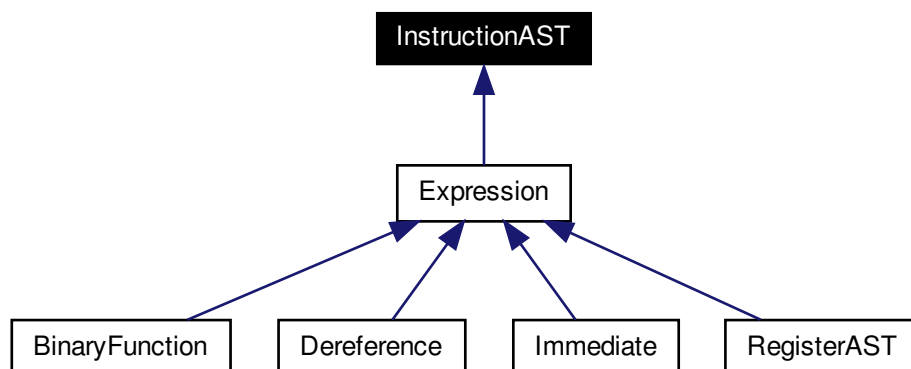 InstructionAST
Expression
BinaryFunction
Dereference
Immediate
RegisterAST